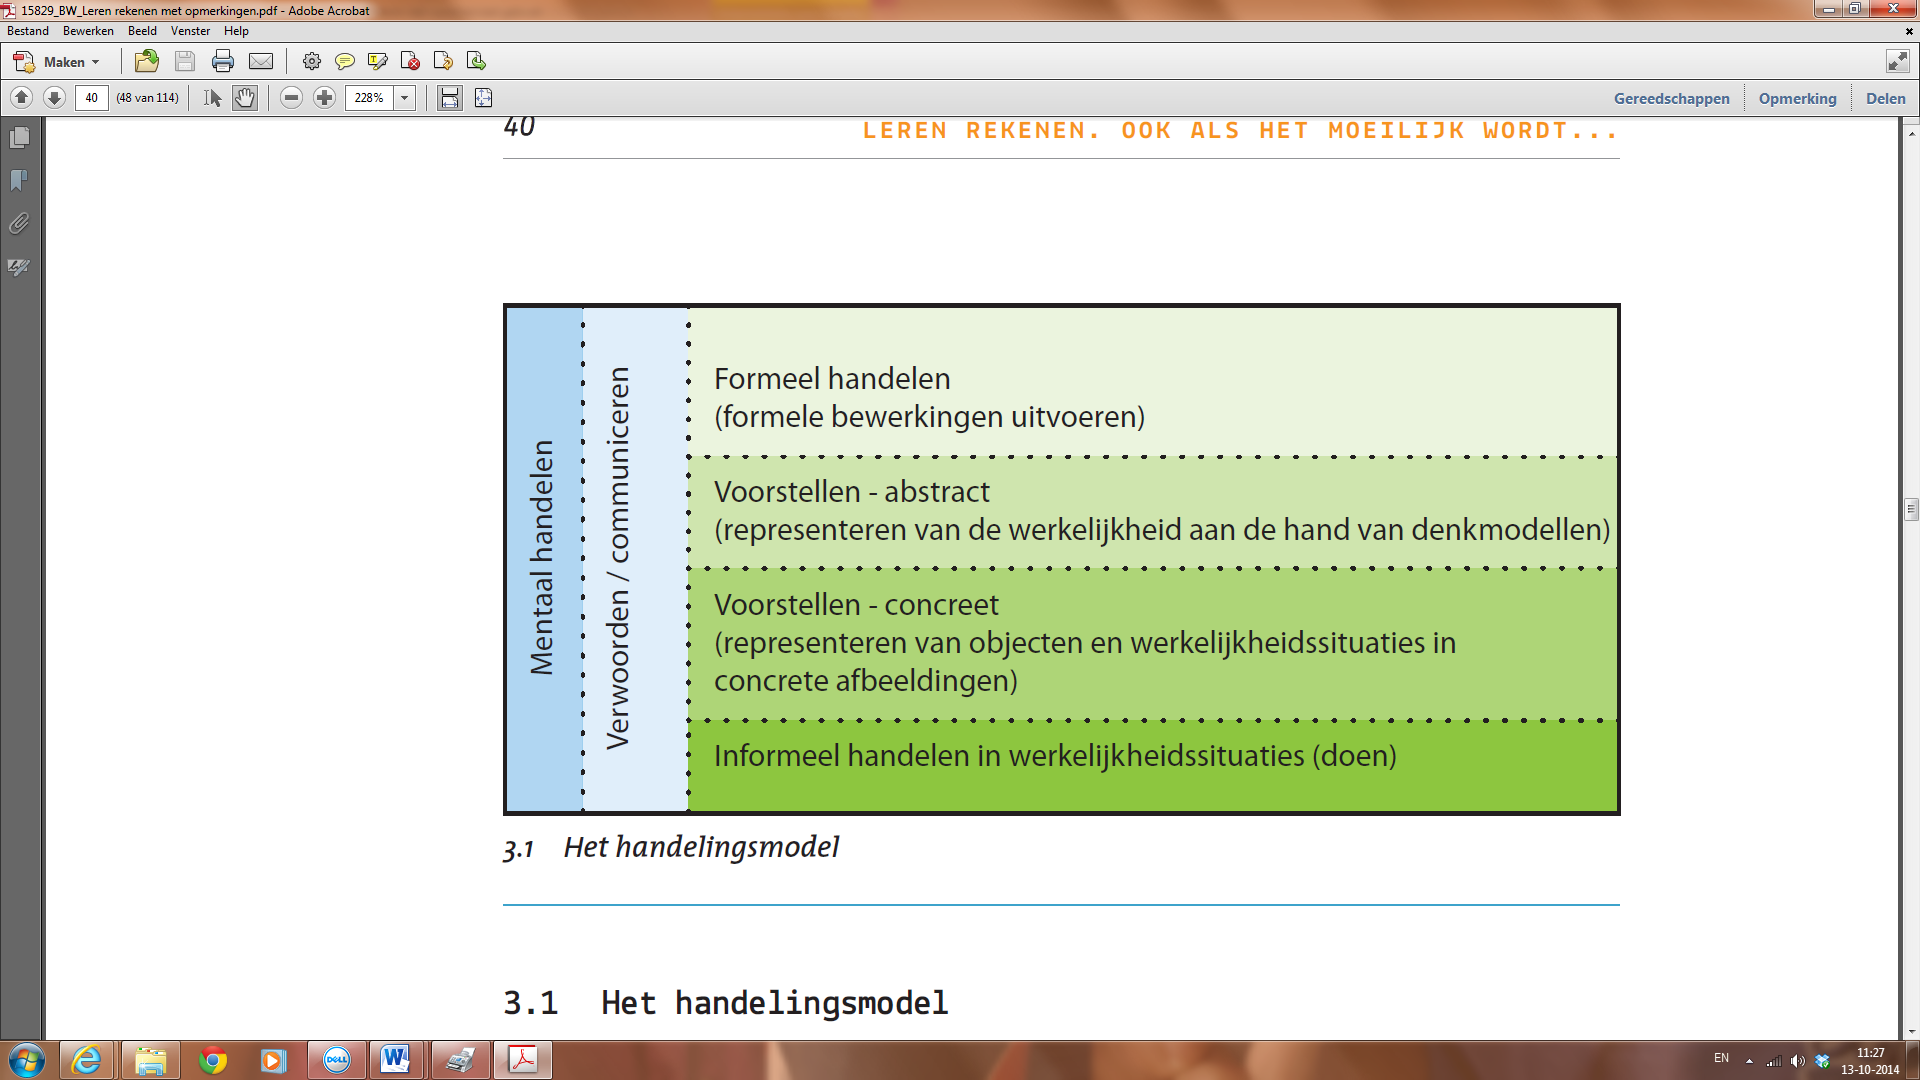 15829_BW_Leren rekenen met opmerkingen.pdf - Adobe Acrobat
Bestand Bewerken Beeld Venster Help
Maken
40 (48 van 114) 228% Gereedschappen Opmerking Delen
40 LEREN REKENEN. OOK ALS HET MOEILIJK WORDT...
Mentaal handelen
Verwoorden / communiceren
Formeel handelen
(formele bewerkingen uitvoeren)
Voorstellen - abstract
(representeren van de werkelijkheid aan de hand van denkmodellen)
Voorstellen - concreet
(representeren van objecten en werkelijkheidssituaties in
concrete afbeeldingen)
Informeel handelen in werkelijkheidssituaties (doen)
3.1 Het handelingsmodel
3.1 Het handelingsmodel
DELL
W
EN
11:27
13-10-2014